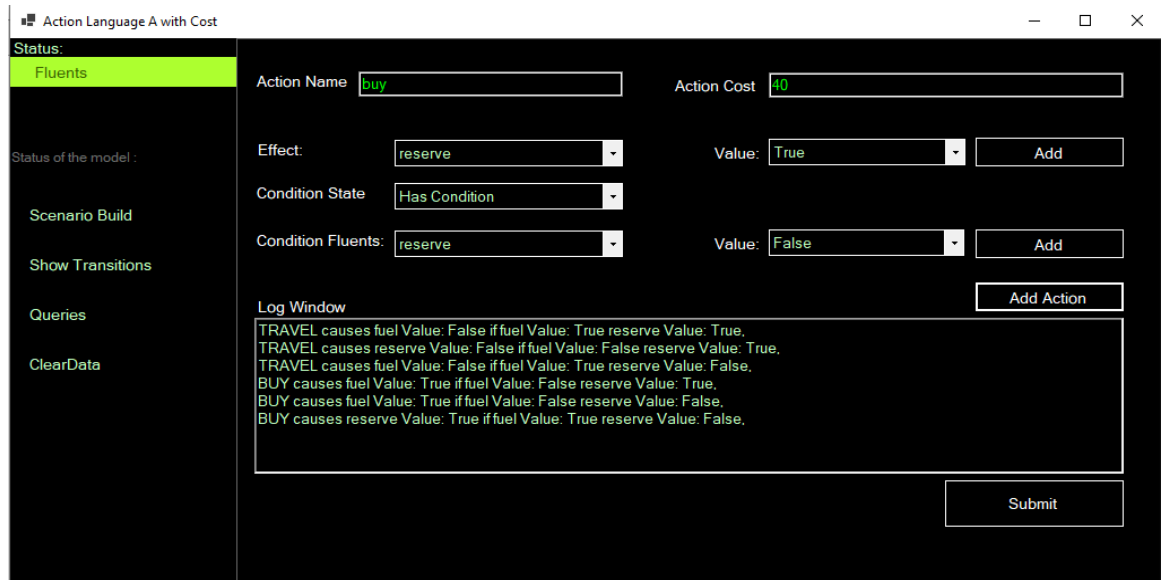 Action Language A with Cost
Status:
Fluents
Status of the model :
Scenario Build
Show Transitions
Queries
ClearData
Action Name buy Action Cost 40
Effect: reserve Value: True Add
Condition State Has Condition
Condition Fluents: reserve Value: False Add
Add Action
Log Window
TRAVEL causes fuel Value: False if fuel Value: True reserve Value: True,
TRAVEL causes reserve Value: False if fuel Value: False reserve Value: True,
TRAVEL causes fuel Value: False if fuel Value: True reserve Value: False,
BUY causes fuel Value: True if fuel Value: False reserve Value: True,
BUY causes fuel Value: True if fuel Value: False reserve Value: False,
BUY causes reserve Value: True if fuel Value: True reserve Value: False,
Submit